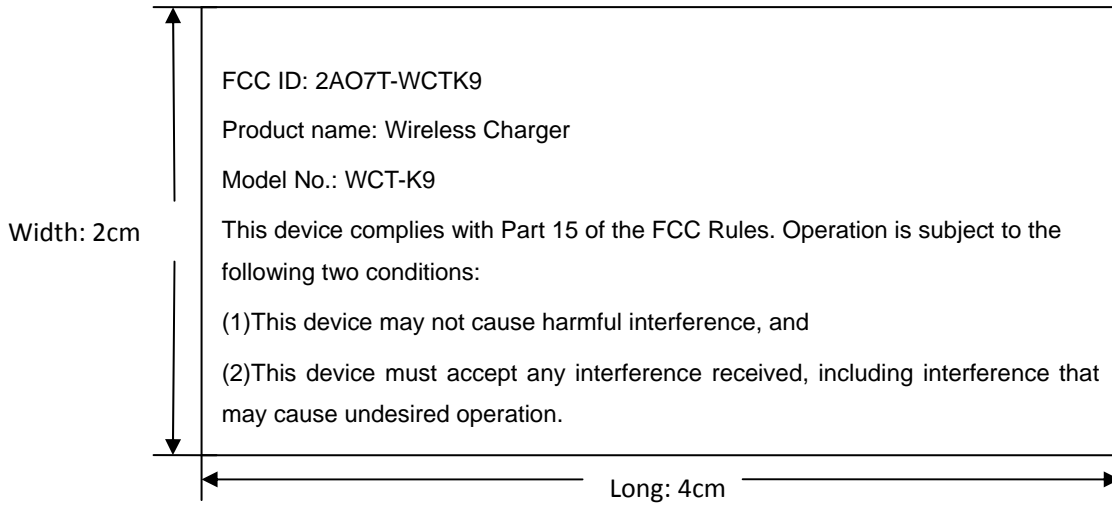 FCC ID: 2AO7T-WCTK9
Product name: Wireless Charger
Model No.: WCT-K9
Width: 2cm
This device complies with Part 15 of the FCC Rules. Operation is subject to the
following two conditions:
(1)This device may not cause harmful interference, and
(2)This device must accept any interference received, including interference that
may cause undesired operation.
Long: 4cm